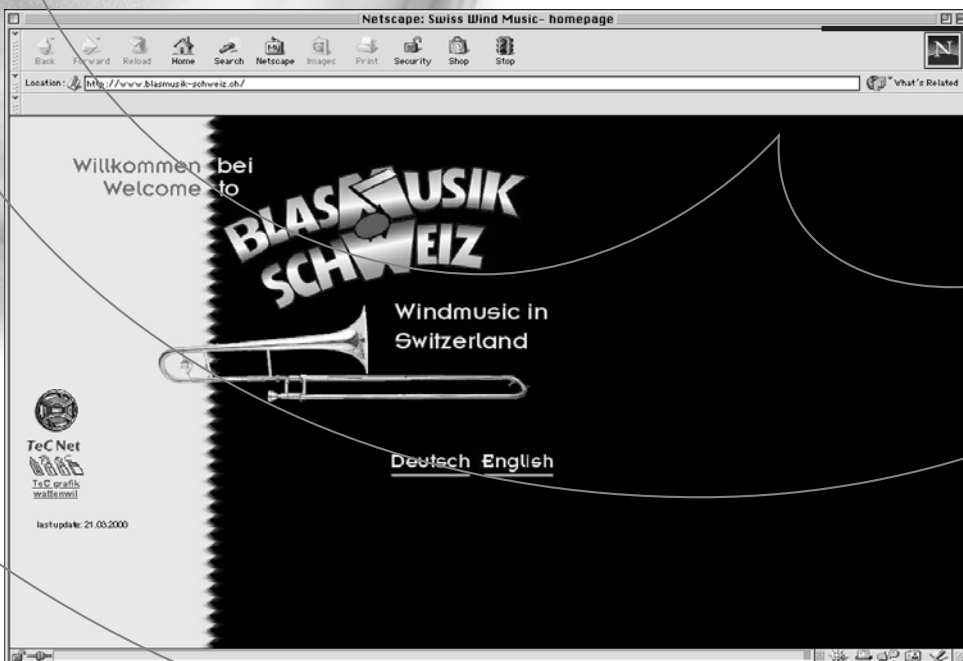 Netscape: Swiss Wind Music- homepage
Back Forward Reload Home Search Netscape Images Print Security Shop Stop
My
N
Location: http://www.blasmusik-schweiz.ch/ What's Related
Willkommen bei
Welcome to
BLASMUSIK
SCHWEIZ
Windmusic in
Switzerland
TeC Net
TeC grafik
wattenwil
Deutsch English
last update: 21.03.2000